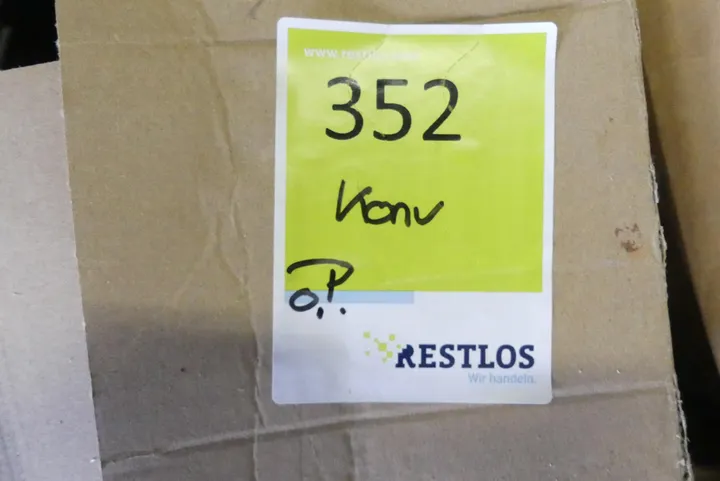 352
Konv
o.P.
RESTLOS
Wir handeln.